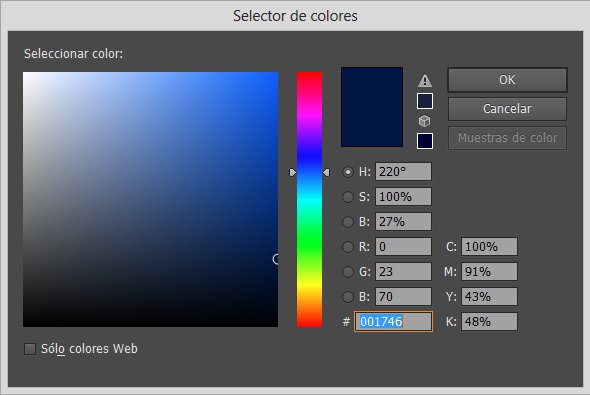 Selector de colores
Seleccionar color:
OK
Cancelar
Muestras de color
H: 220°
S: 100%
B: 27%
R: 0 C: 100%
G: 23 M: 91%
B: 70 Y: 43%
# 001746 K: 48%
Sólo colores Web